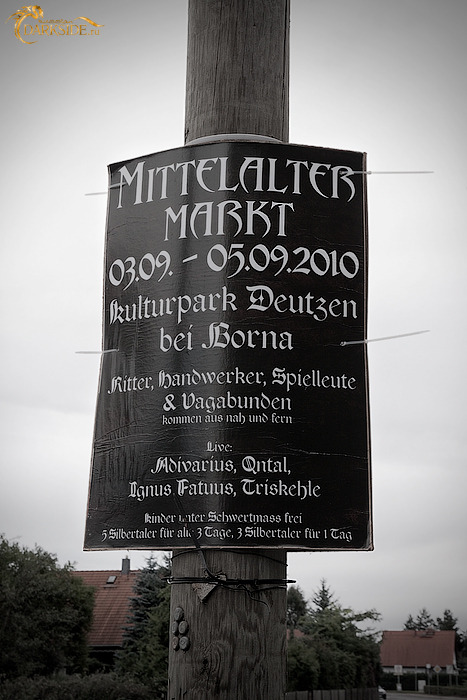 DARKSIDE.ru
MITTELALTER
MARKT
03.09. - 05.09.2010
Kulturpark Deutzen
bei Borna
Ritter, Handwerker, Spielleute
& Vagabunden
kommen aus nah und fern
Live:
Adivarius, Qntal,
Ignus Fatuus, Triskehle
Kinder unter Schwertmass frei
5 Silbertaler für alle 3 Tage, 3 Silbertaler für 1 Tag